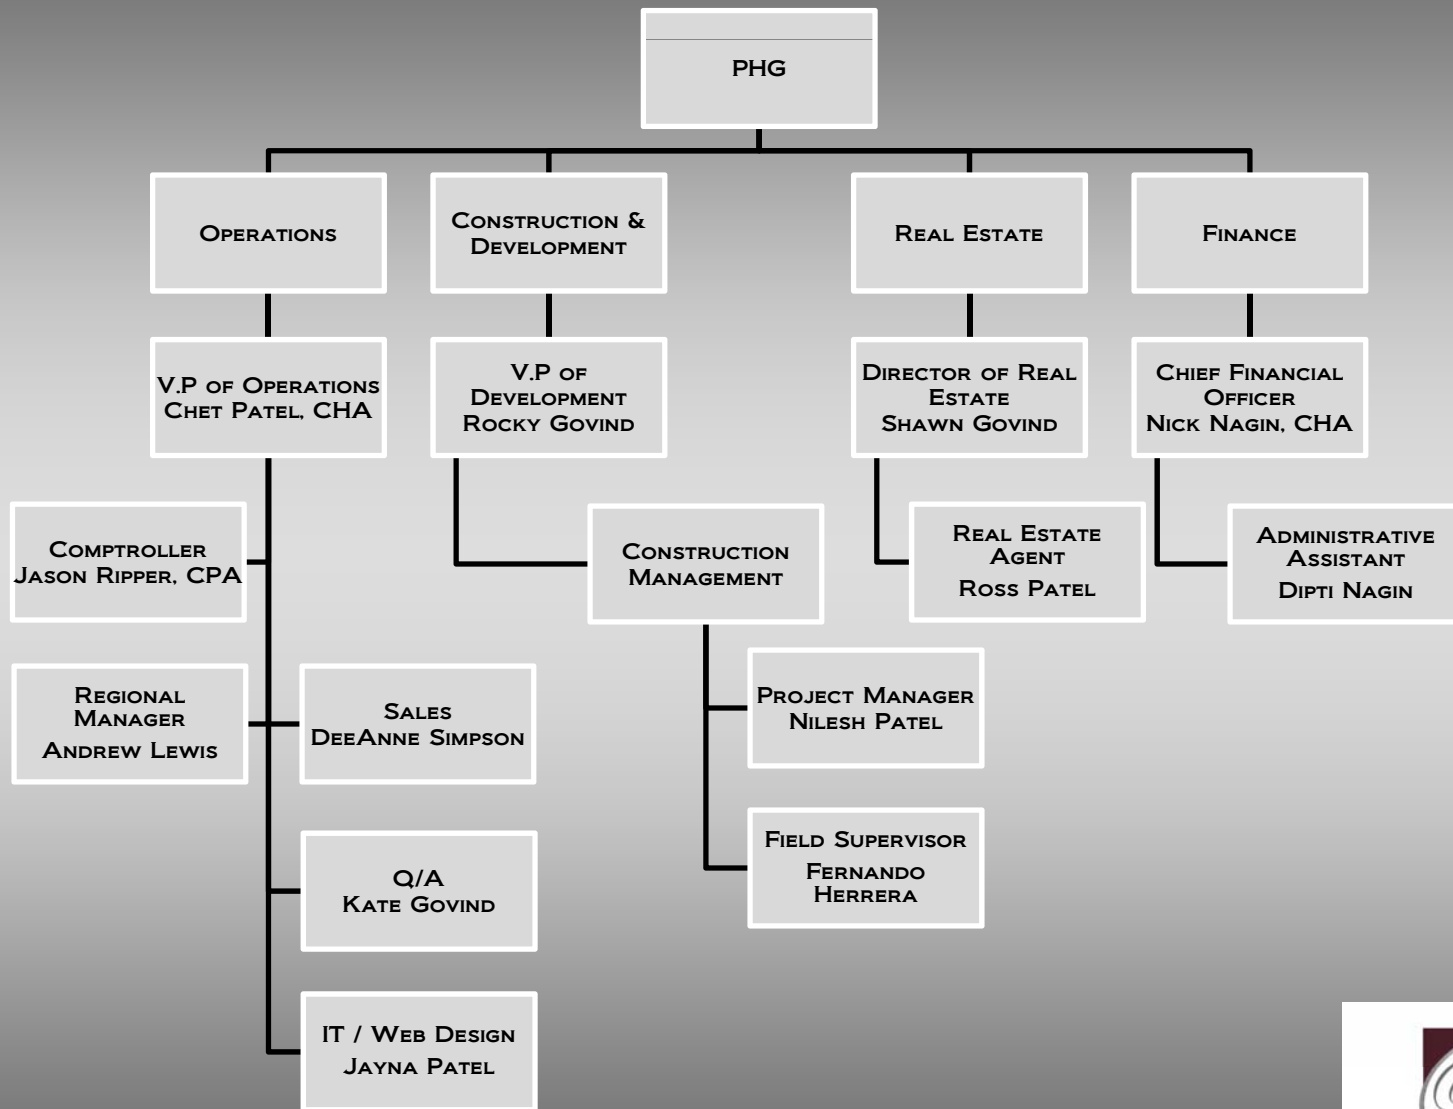 PHG
Operations
Construction &
Development
Real Estate
Finance
V.P of Operations
Chet Patel, CHA
V.P of
Development
Rocky Govind
Director of Real
Estate
Shawn Govind
Chief Financial
Officer
Nick Nagin, CHA
Comptroller
Jason Ripper, CPA
Construction
Management
Real Estate
Agent
Ross Patel
Administrative
Assistant
Dipti Nagin
Regional
Manager
Andrew Lewis
Sales
DeeAnne Simpson
Project Manager
Nilesh Patel
Q/A
Kate Govind
Field Supervisor
Fernando
Herrera
IT / Web Design
Jayna Patel